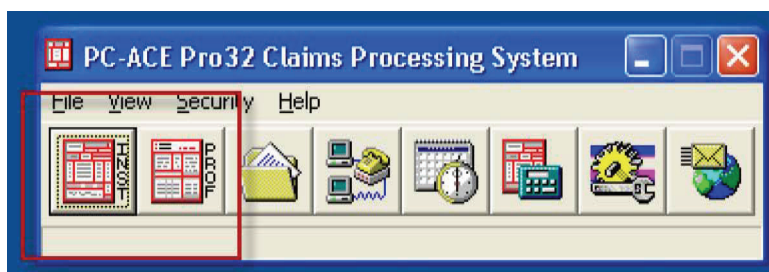 PC-ACE Pro32 Claims Processing System
File View Security Help
INST PROF